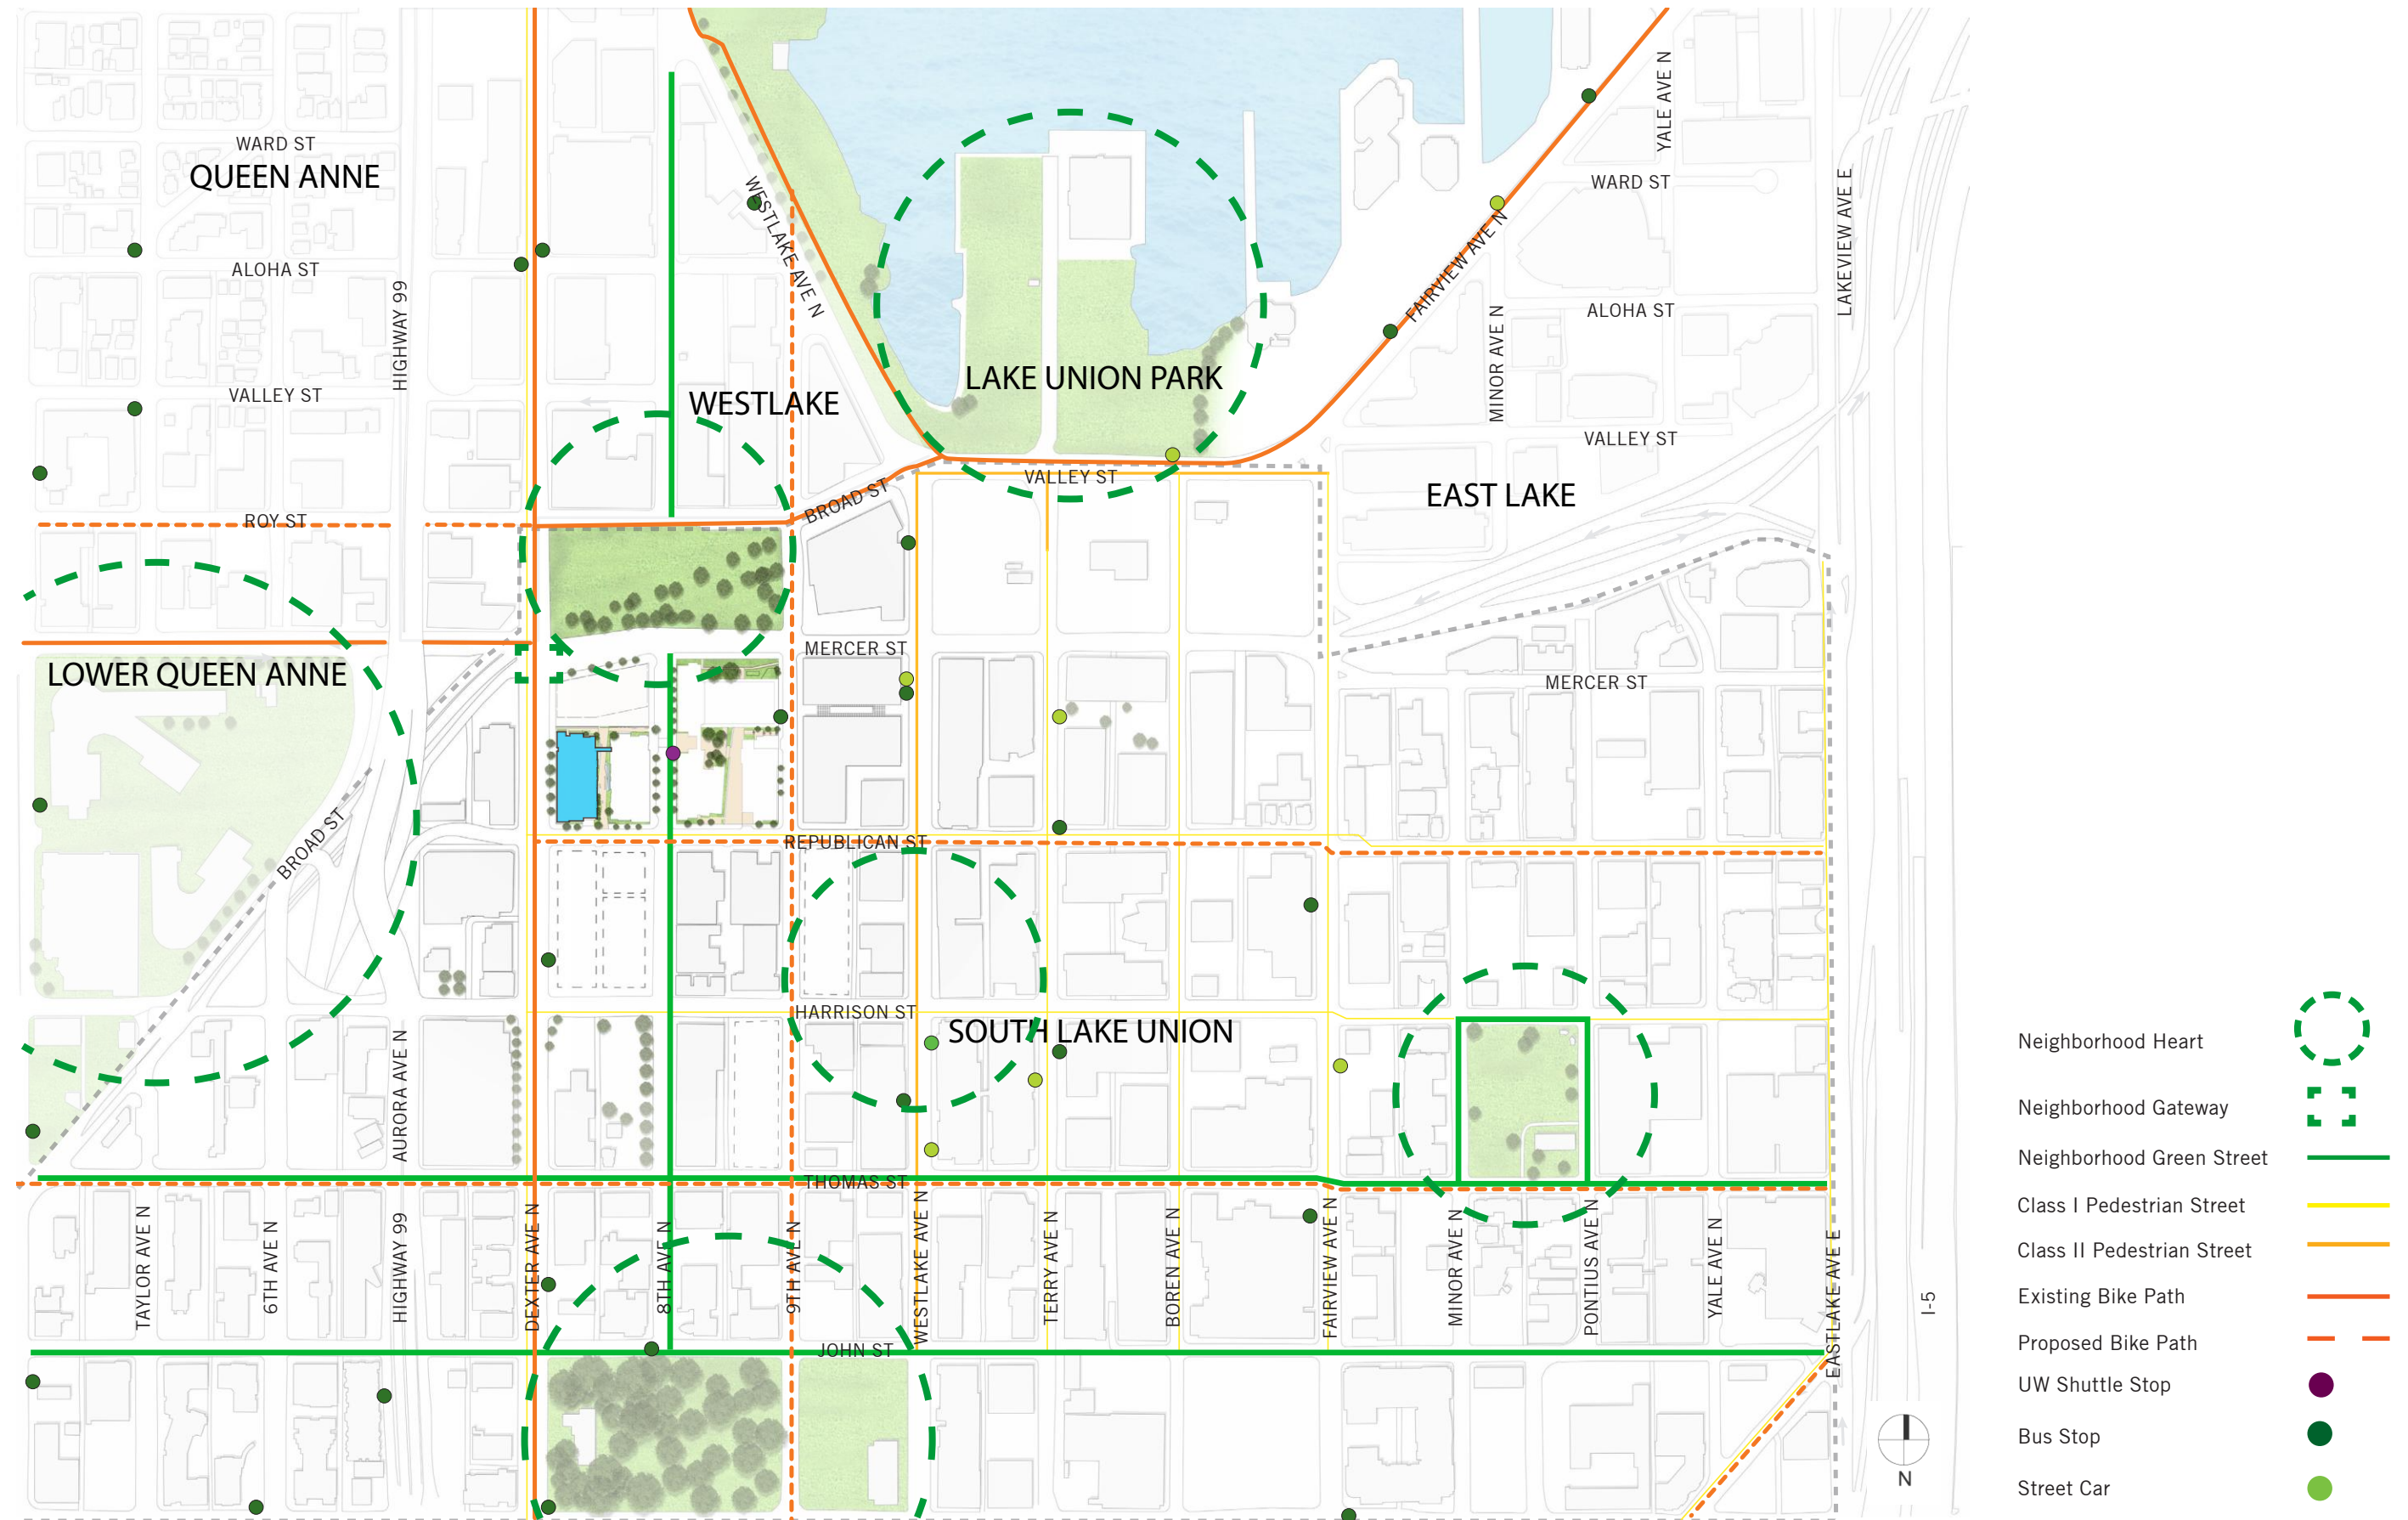 YALE AVE N
WARD ST
QUEEN ANNE
WARD ST
WESTLAKE AVE N
LAKEVIEW AVE E
FAIRVIEW AVE N
ALOHA ST
HIGHWAY 99
ALOHA ST
MINOR AVE N
LAKE UNION PARK
VALLEY ST
WESTLAKE
VALLEY ST
VALLEY ST
BROAD ST
EAST LAKE
ROY ST
MERCER ST
LOWER QUEEN ANNE
MERCER ST
BROAD ST
REPUBLICAN ST
HARRISON ST
SOUTH LAKE UNION
AURORA AVE N
THOMAS ST
TAYLOR AVE N
6TH AVE N
HIGHWAY 99
DEXTER AVE N
8TH AVE N
9TH AVE N
WESTLAKE AVE N
TERRY AVE N
BOREN AVE N
FAIRVIEW AVE N
MINOR AVE N
PONTIUS AVE N
YALE AVE N
EASTLAKE AVE E
I-5
JOHN ST
N
Neighborhood Heart
Neighborhood Gateway
Neighborhood Green Street
Class I Pedestrian Street
Class II Pedestrian Street
Existing Bike Path
Proposed Bike Path
UW Shuttle Stop
Bus Stop
Street Car